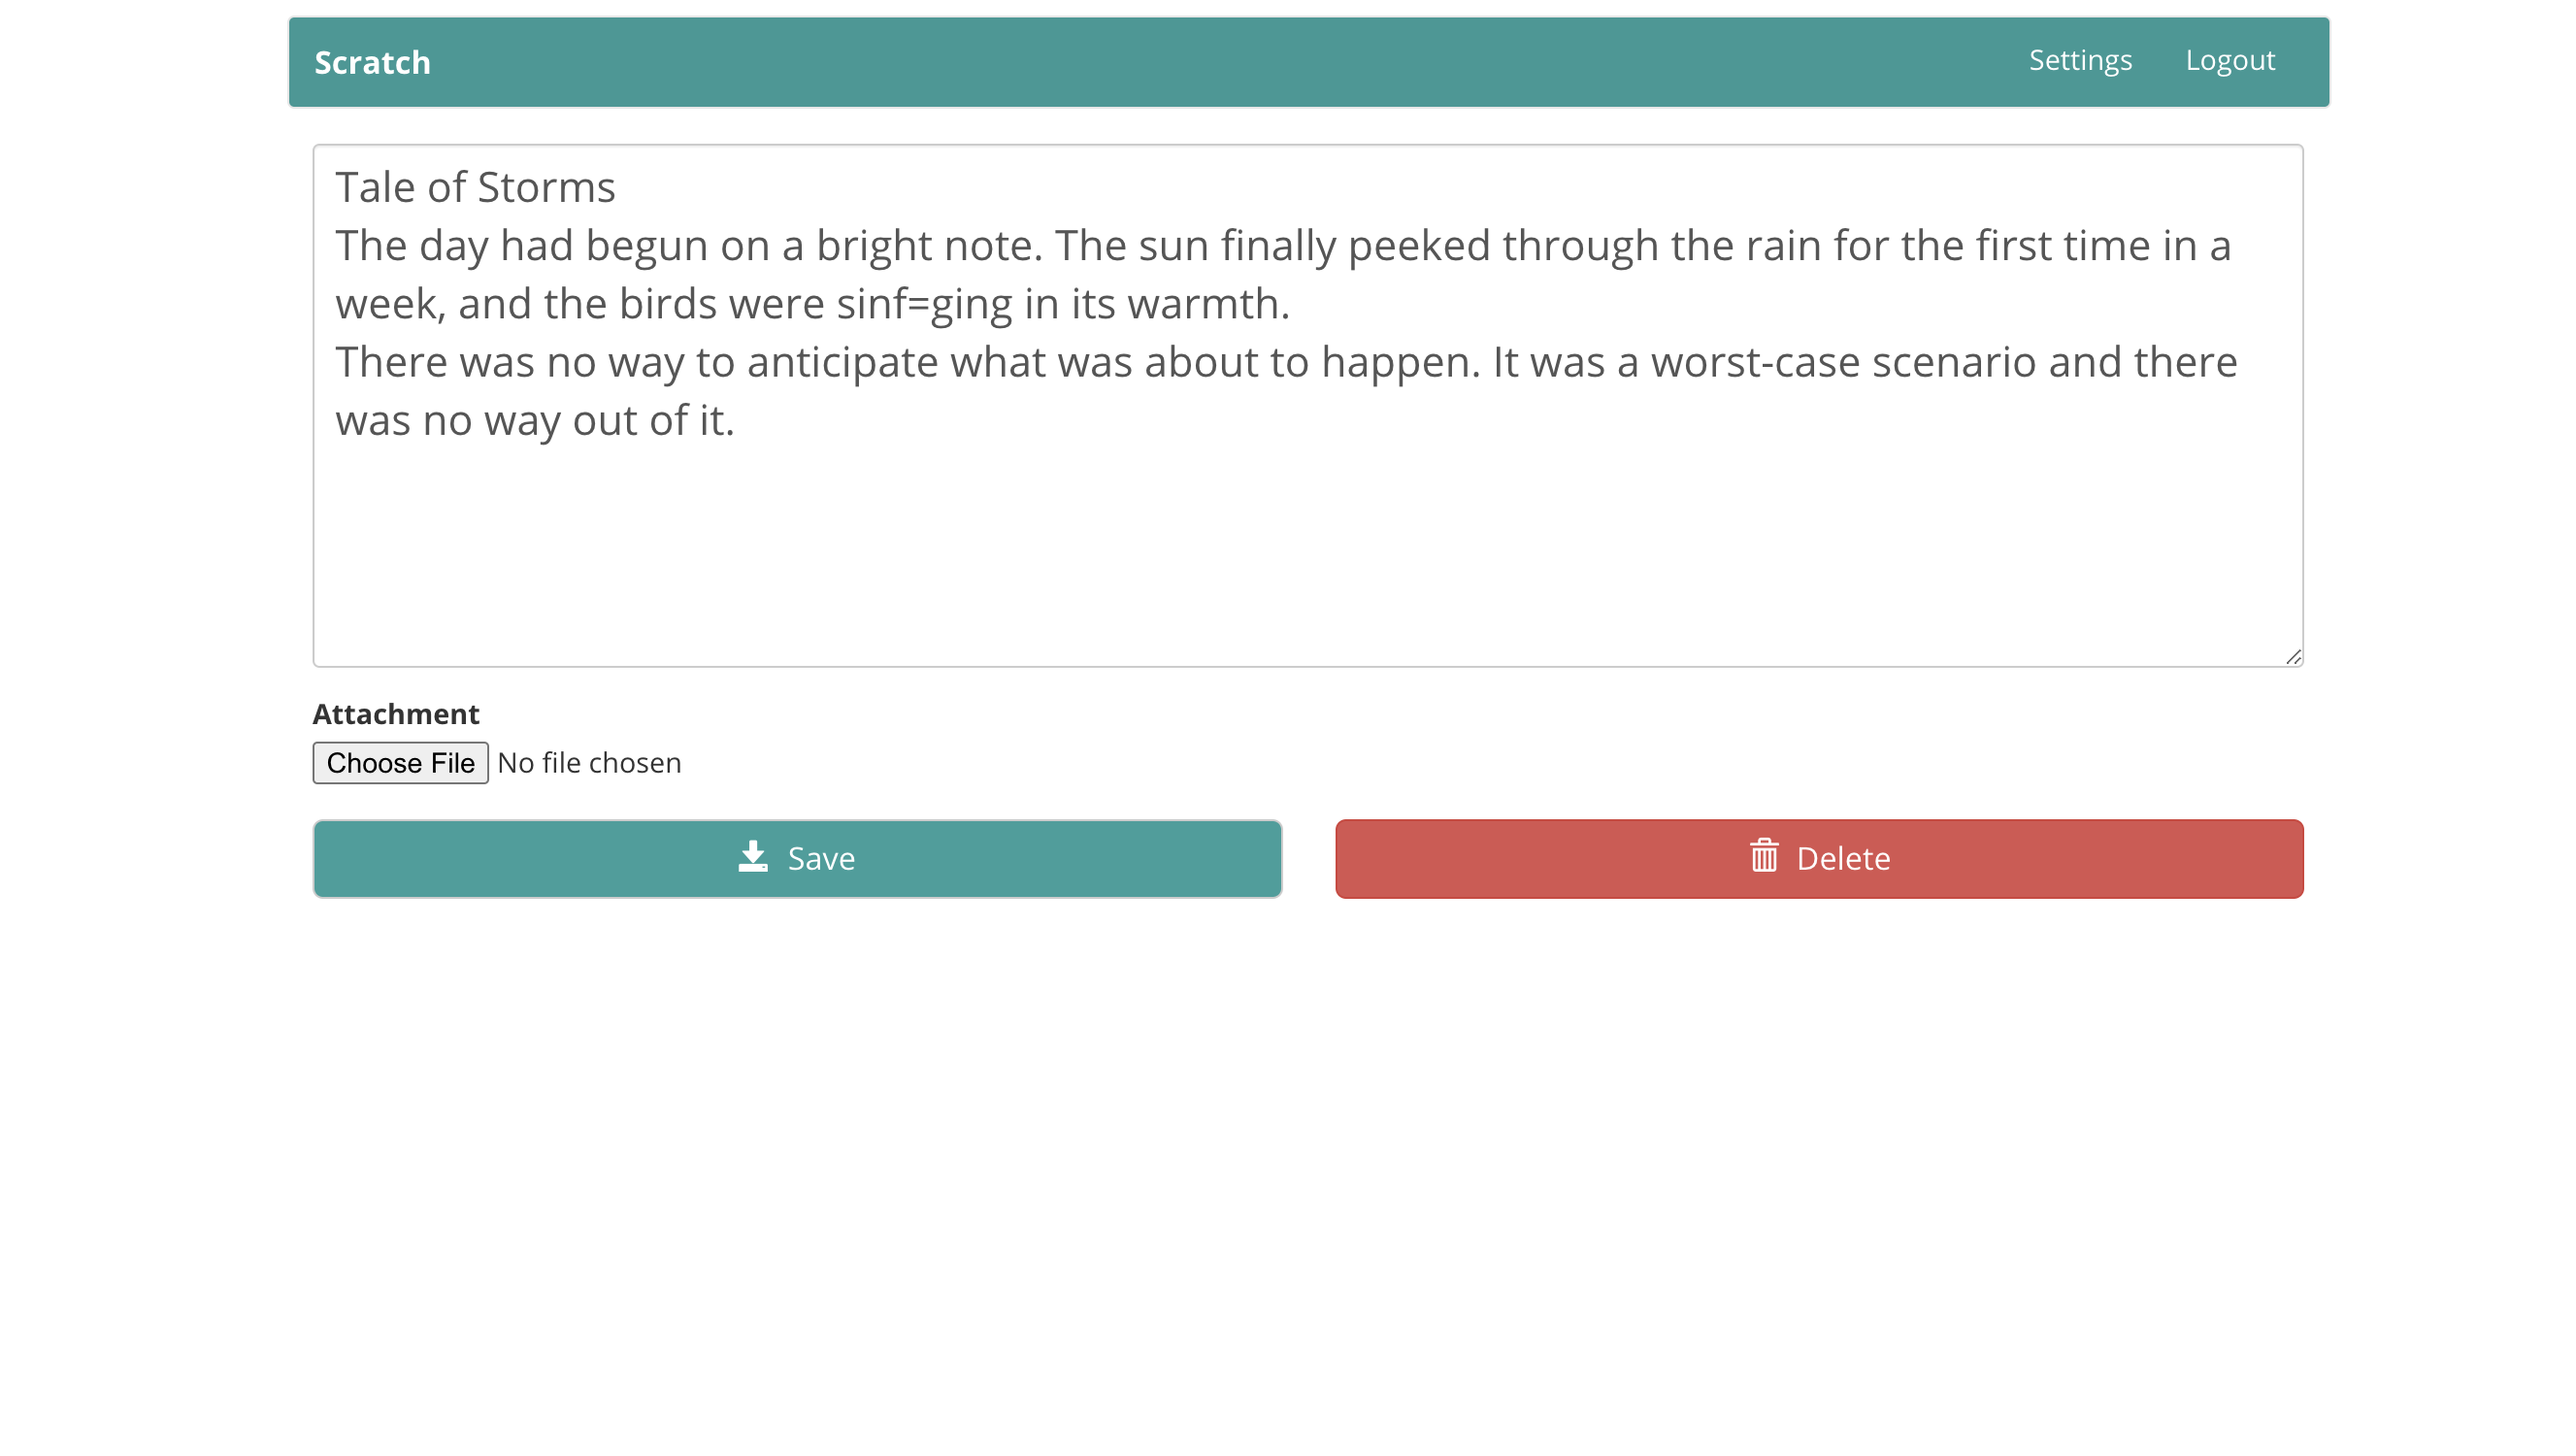 Scratch
Settings
Logout
Tale of Storms
The day had begun on a bright note. The sun finally peeked through the rain for the first time in a
week, and the birds were sinf=ging in its warmth.
There was no way to anticipate what was about to happen. It was a worst-case scenario and there
was no way out of it.
Attachment
Choose File No file chosen
Save
Delete